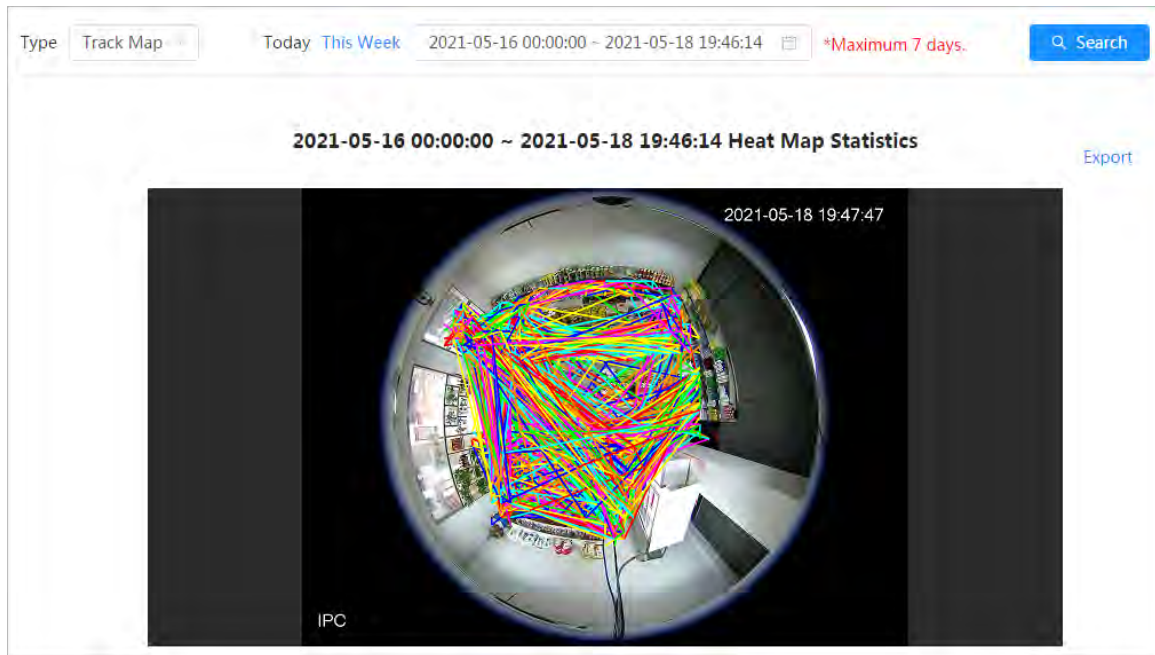 Type Track Map Today This Week 2021-05-16 00:00:00 ~ 2021-05-18 19:46:14 *Maximum 7 days. Search
2021-05-16 00:00:00 ~ 2021-05-18 19:46:14 Heat Map Statistics
Export
2021-05-18 19:47:47
IPC